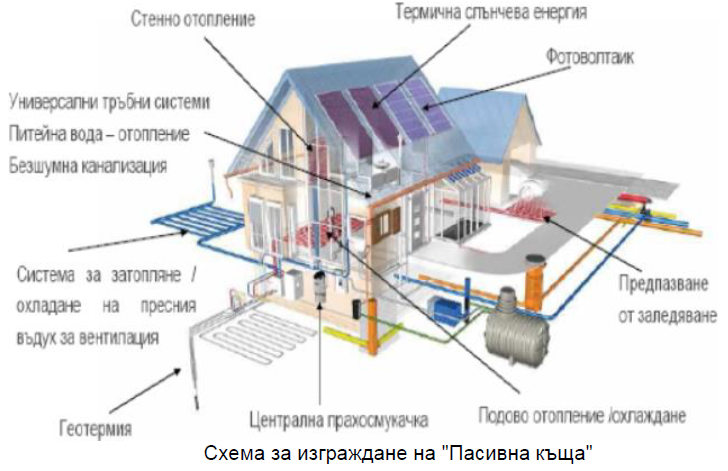 Термична слънчева енергия
Стенно отопление
Фотоволтаик
Универсални тръбни системи
Питейна вода – отопление
Безшумна канализация
Система за затопляне /
охладане на пресния
въдух за вентилация
Предпазване
от заледяване
Геотермия
Централна прахосмукачка
Подово отопление /охлаждане
Схема за изграждане на "Пасивна къща"